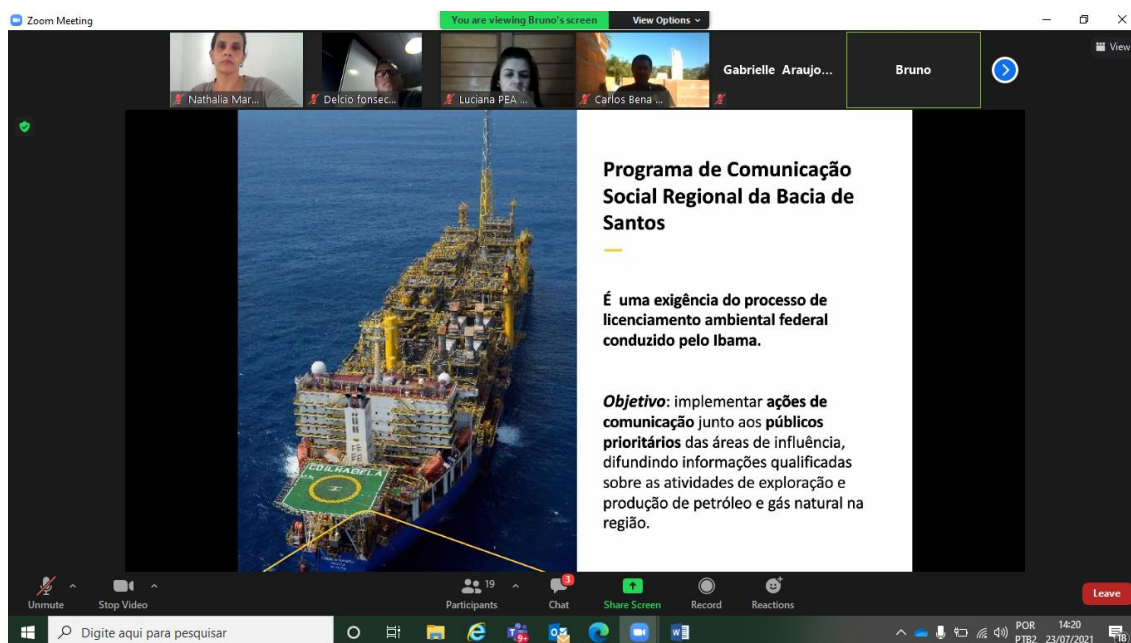 Zoom Meeting
You are viewing Bruno's screen
View Options
View
Nathalia Mar...
Delcio fonsec...
Luciana PEA ...
Carlos Bena ...
Gabrielle Araujo...
Bruno
Programa de Comunicação
Social Regional da Bacia de
Santos
É uma exigência do processo de
licenciamento ambiental federal
conduzido pelo Ibama.
Objetivo: implementar ações de
comunicação junto aos públicos
prioritários das áreas de influência,
difundindo informações qualificadas
sobre as atividades de exploração e
produção de petróleo e gás natural na
região.
COILHABELA
Unmute
Stop Video
19
Participants
3
Chat
Share Screen
Record
Reactions
Leave
Digite aqui para pesquisar
9+
POR
PTB2
14:20
23/07/2021
18